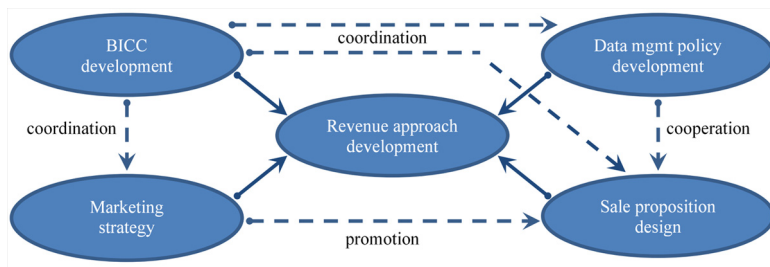 BICC
development
coordination
Data mgmt policy
development
coordination
Revenue approach
development
cooperation
Marketing
strategy
promotion
Sale proposition
design